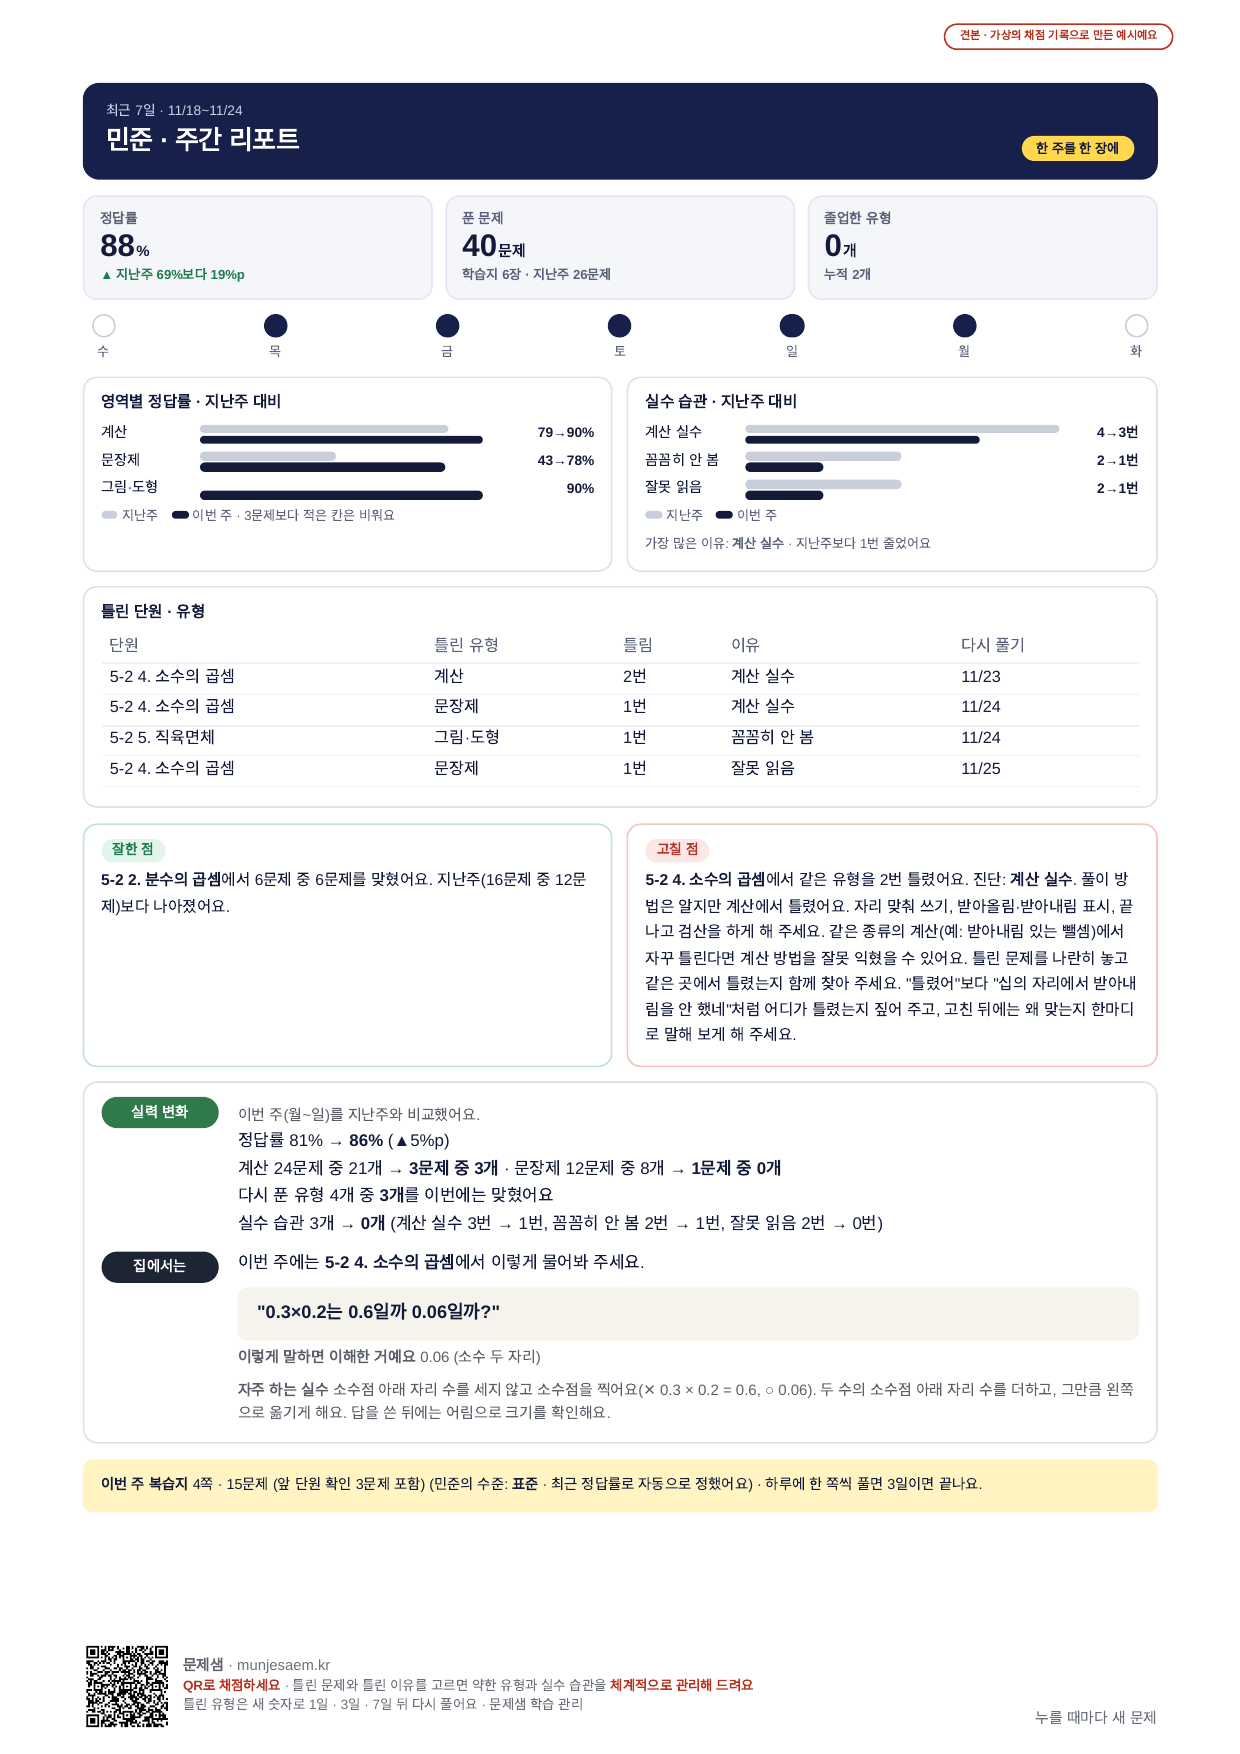 견본 · 가상의 채점 기록으로 만든 예시예요
최근 7일 · 11/18~11/24
민준 · 주간 리포트
한 주를 한 장에
정답률
88%
▲ 지난주 69%보다 19%p
푼 문제
40문제
학습지 6장 · 지난주 26문제
졸업한 유형
0개
누적 2개
수 목 금 토 일 월 화
영역별 정답률 · 지난주 대비
계산 79→90%
문장제 43→78%
그림·도형 90%
지난주 이번 주 · 3문제보다 적은 칸은 비워요
실수 습관 · 지난주 대비
계산 실수 4→3번
꼼꼼히 안 봄 2→1번
잘못 읽음 2→1번
지난주 이번 주
가장 많은 이유: 계산 실수 · 지난주보다 1번 줄었어요
틀린 단원 · 유형
단원 틀린 유형 틀림 이유 다시 풀기
5-2 4. 소수의 곱셈 계산 2번 계산 실수 11/23
5-2 4. 소수의 곱셈 문장제 1번 계산 실수 11/24
5-2 5. 직육면체 그림·도형 1번 꼼꼼히 안 봄 11/24
5-2 4. 소수의 곱셈 문장제 1번 잘못 읽음 11/25
잘한 점
5-2 2. 분수의 곱셈에서 6문제 중 6문제를 맞혔어요. 지난주(16문제 중 12문
제)보다 나아졌어요.
고칠 점
5-2 4. 소수의 곱셈에서 같은 유형을 2번 틀렸어요. 진단: 계산 실수. 풀이 방
법은 알지만 계산에서 틀렸어요. 자리 맞춰 쓰기, 받아올림·받아내림 표시, 끝
나고 검산을 하게 해 주세요. 같은 종류의 계산(예: 받아내림 있는 뺄셈)에서
자꾸 틀린다면 계산 방법을 잘못 익혔을 수 있어요. 틀린 문제를 나란히 놓고
같은 곳에서 틀렸는지 함께 찾아 주세요. "틀렸어"보다 "십의 자리에서 받아내
림을 안 했네"처럼 어디가 틀렸는지 짚어 주고, 고친 뒤에는 왜 맞는지 한마디
로 말해 보게 해 주세요.
실력 변화
이번 주(월~일)를 지난주와 비교했어요.
정답률 81% → 86% (▲5%p)
계산 24문제 중 21개 → 3문제 중 3개 · 문장제 12문제 중 8개 → 1문제 중 0개
다시 푼 유형 4개 중 3개를 이번에는 맞혔어요
실수 습관 3개 → 0개 (계산 실수 3번 → 1번, 꼼꼼히 안 봄 2번 → 1번, 잘못 읽음 2번 → 0번)
집에서는
이번 주에는 5-2 4. 소수의 곱셈에서 이렇게 물어봐 주세요.
"0.3×0.2는 0.6일까 0.06일까?"
이렇게 말하면 이해한 거예요 0.06 (소수 두 자리)
자주 하는 실수 소수점 아래 자리 수를 세지 않고 소수점을 찍어요(✕ 0.3 × 0.2 = 0.6, ○ 0.06). 두 수의 소수점 아래 자리 수를 더하고, 그만큼 왼쪽
으로 옮기게 해요. 답을 쓴 뒤에는 어림으로 크기를 확인해요.
이번 주 복습지 4쪽 · 15문제 (앞 단원 확인 3문제 포함) (민준의 수준: 표준 · 최근 정답률로 자동으로 정했어요) · 하루에 한 쪽씩 풀면 3일이면 끝나요.
문제샘 · munjesaem.kr
QR로 채점하세요 · 틀린 문제와 틀린 이유를 고르면 약한 유형과 실수 습관을 체계적으로 관리해 드려요
틀린 유형은 새 숫자로 1일 · 3일 · 7일 뒤 다시 풀어요 · 문제샘 학습 관리
누를 때마다 새 문제